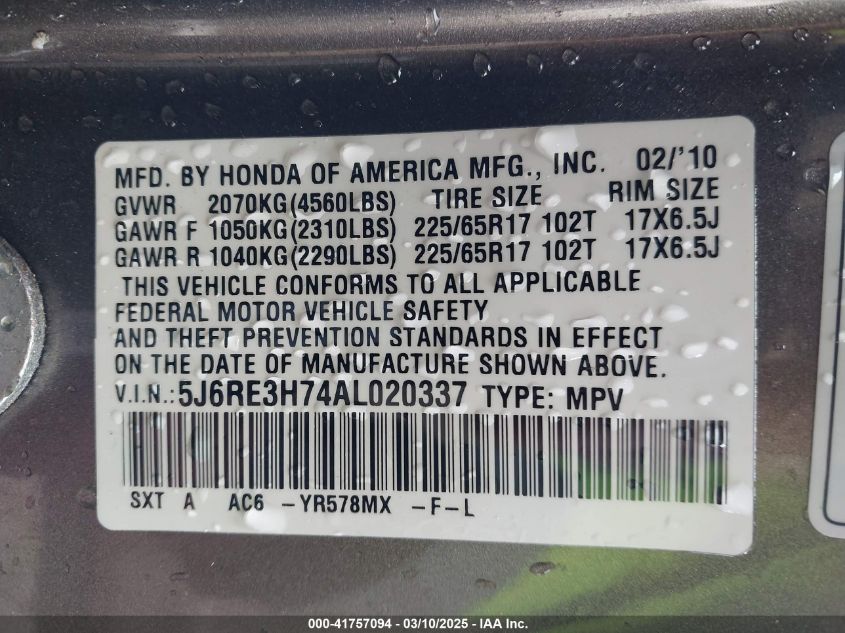 MFD. BY HONDA OF AMERICA MFG., INC. 02/'10
GVWR 2070KG(4560LBS) TIRE SIZE RIM SIZE
GAWR F 1050KG(2310LBS) 225/65R17 102T 17X6.5J
GAWR R 1040KG(2290LBS) 225/65R17 102T 17X6.5J
THIS VEHICLE CONFORMS TO ALL APPLICABLE
FEDERAL MOTOR VEHICLE SAFETY
AND THEFT PREVENTION STANDARDS IN EFFECT
ON THE DATE OF MANUFACTURE SHOWN ABOVE.
V.I.N.:5J6RE3H74AL020337 TYPE: MPV
SXT A AC6 -YR578MX -F-L
000-41757094 - 03/10/2025 - IAA Inc.